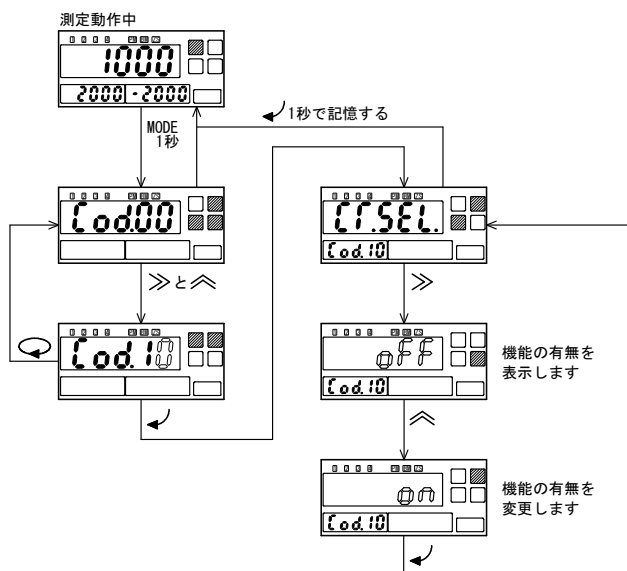 測定動作中
1000
2000 -2000
MODE
1秒
1秒で記憶する
Cod.00
CT.SEL.
Cod.10
と
Cod.10
oFF
Cod.10
機能の有無を
表示します
on
Cod.10
機能の有無を
変更します